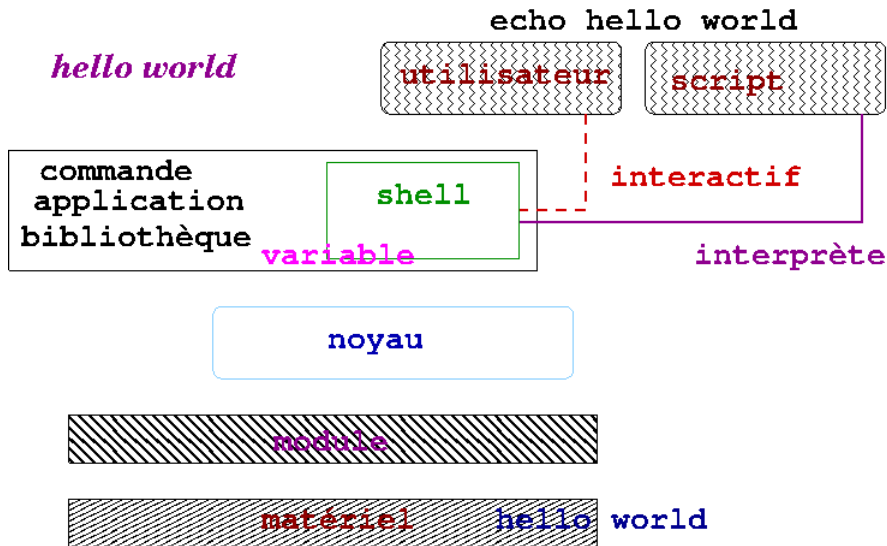 echo hello world
hello world
utilisateur
script
commande
application
bibliothèque
shell
interactif
variable
interprète
noyau
module
matériel
hello world